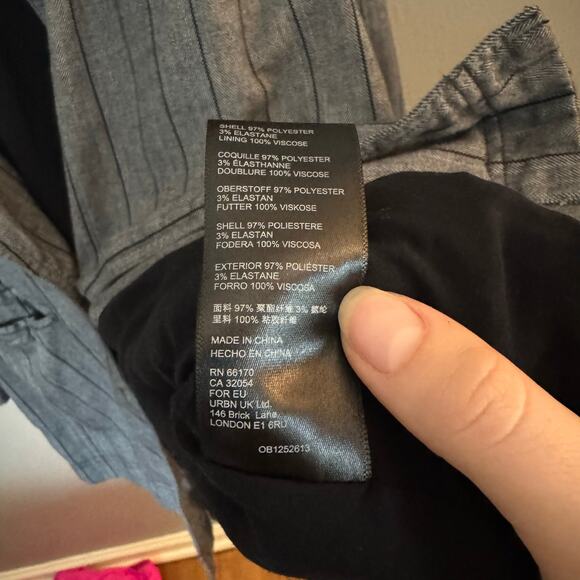 SHELL 97% POLYESTER
3% ELASTANE
LINING 100% VISCOSE
COQUILLE 97% POLYESTER
3% ÉLASTHANNE
DOUBLURE 100% VISCOSE
OBERSTOFF 97% POLYESTER
3% ELASTAN
FUTTER 100% VISKOSE
SHELL 97% POLIESTERE
3% ELASTAN
FODERA 100% VISCOSA
EXTERIOR 97% POLIÉSTER
3% ELASTANE
FORRO 100% VISCOSA
面料 97% 聚酯纤维 3% 氨纶
里料 100% 粘胶纤维
MADE IN CHINA
HECHO EN CHINA
RN 66170
CA 32054
FOR EU
URBN UK Ltd.
146 Brick Lane
LONDON E1 6RU
OB1252613